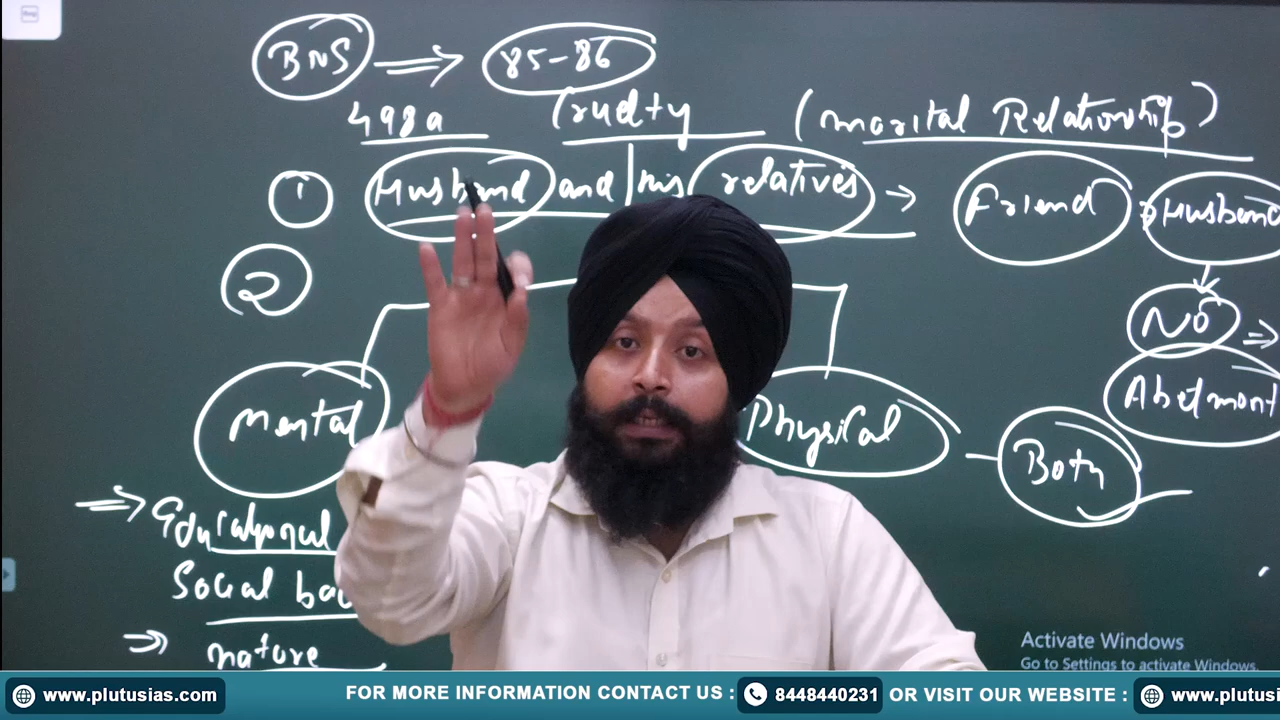 BNS ⟹ 85-86
498a Cruelty (marital Relationship)
1 Husband and his relatives → Friend Husband
2
NO ⟹
Abetment
Mental Physical – Both
⟹ Educational
Social bac
⟹ nature
Activate Windows
Go to Settings to activate Windows.
www.plutusias.com FOR MORE INFORMATION CONTACT US : 8448440231 OR VISIT OUR WEBSITE : www.plutusi